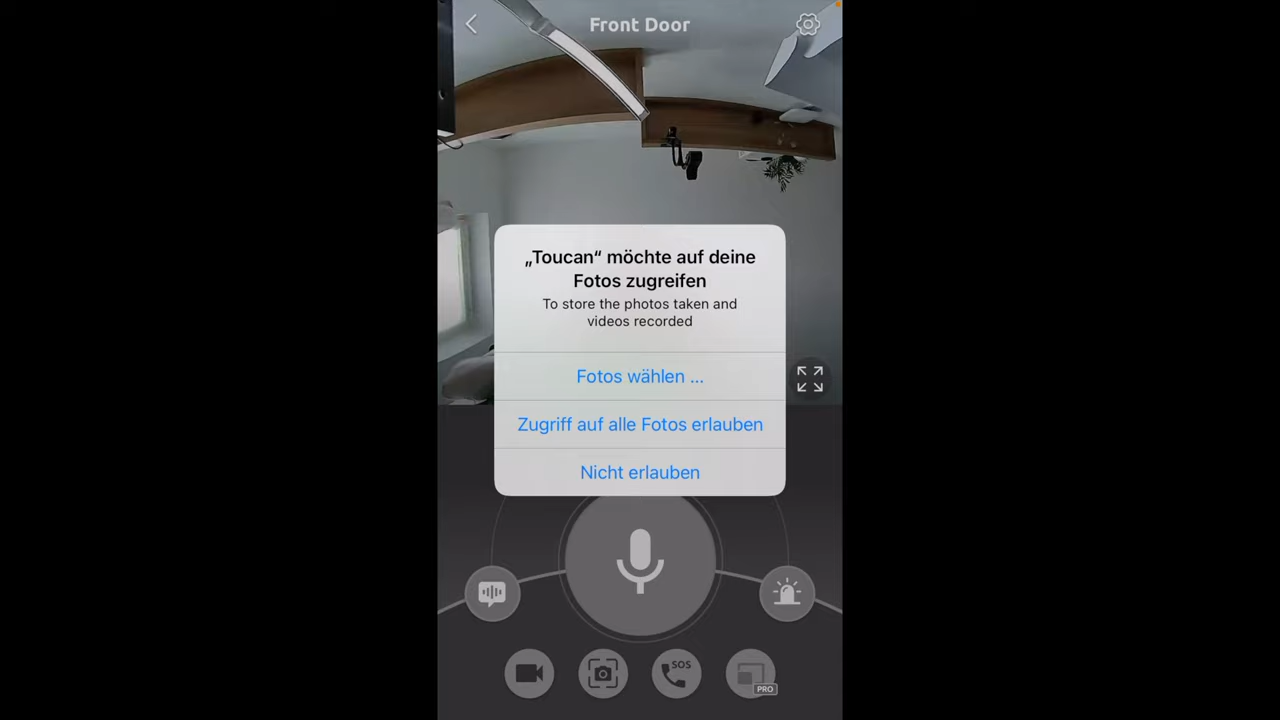 Front Door
„Toucan“ möchte auf deine
Fotos zugreifen
To store the photos taken and
videos recorded
Fotos wählen ...
Zugriff auf alle Fotos erlauben
Nicht erlauben
SOS
PRO